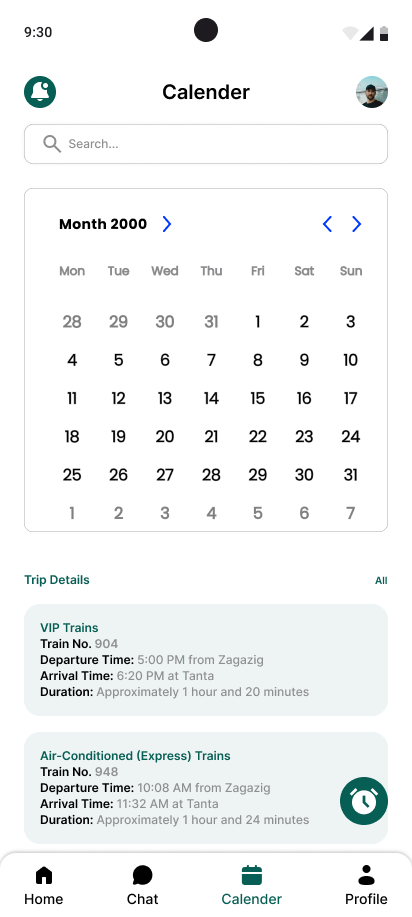 9:30
Calender
Search...
Month 2000
Mon Tue Wed Thu Fri Sat Sun
28 29 30 31 1 2 3
4 5 6 7 8 9 10
11 12 13 14 15 16 17
18 19 20 21 22 23 24
25 26 27 28 29 30 31
1 2 3 4 5 6 7
Trip Details All
VIP Trains
Train No. 904
Departure Time: 5:00 PM from Zagazig
Arrival Time: 6:20 PM at Tanta
Duration: Approximately 1 hour and 20 minutes
Air-Conditioned (Express) Trains
Train No. 948
Departure Time: 10:08 AM from Zagazig
Arrival Time: 11:32 AM at Tanta
Duration: Approximately 1 hour and 24 minutes
Home Chat Calender Profile